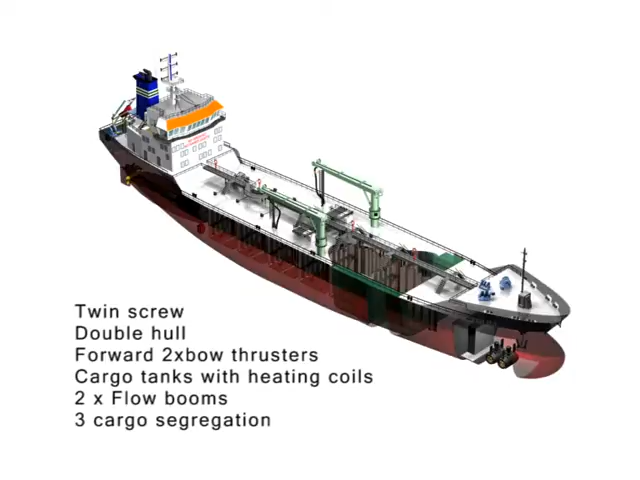 Twin screw
Double hull
Forward 2xbow thrusters
Cargo tanks with heating coils
2 x Flow booms
3 cargo segregation